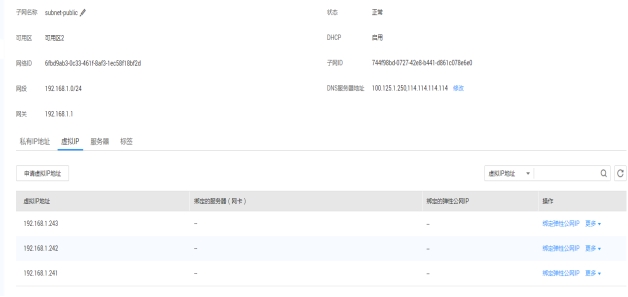 子网名称 subnet-public 状态 正常
可用区 可用区2 DHCP 启用
网络ID 6fbd9ab3-0c33-461f-8af3-1ec58f18bf2d 子网ID 744f98bd-0727-42e8-b441-d861c078e6e0
网段 192.168.1.0/24 DNS服务器地址 100.125.1.250,114.114.114.114 修改
网关 192.168.1.1
私有IP地址 虚拟IP 服务器 标签
申请虚拟IP地址 虚拟IP地址
虚拟IP地址 绑定的服务器（网卡） 绑定的弹性公网IP 操作
192.168.1.243 -- -- 绑定弹性公网IP 更多
192.168.1.242 -- -- 绑定弹性公网IP 更多
192.168.1.241 -- -- 绑定弹性公网IP 更多